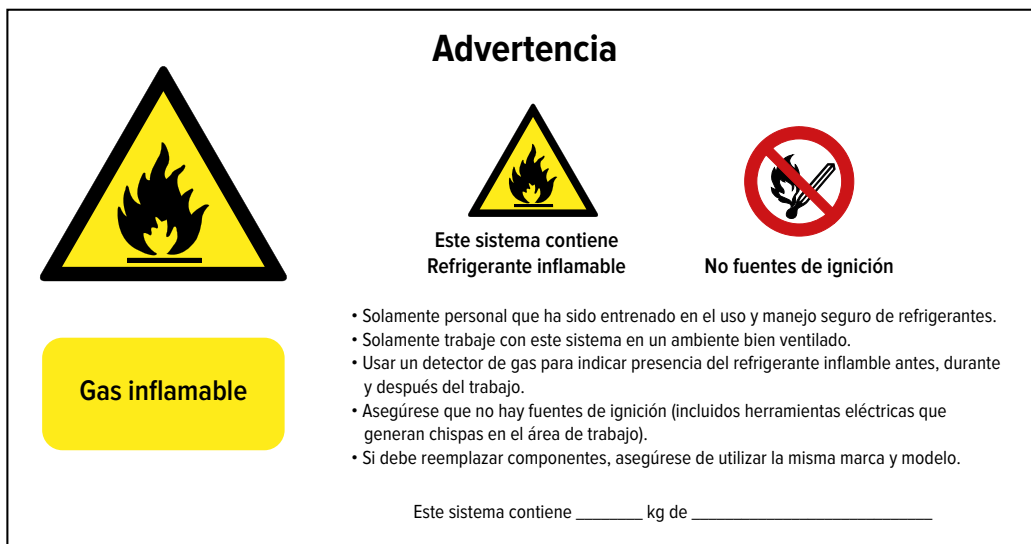 Advertencia
Este sistema contiene
Refrigerante inflamable
No fuentes de ignición
Gas inflamable
• Solamente personal que ha sido entrenado en el uso y manejo seguro de refrigerantes.
• Solamente trabaje con este sistema en un ambiente bien ventilado.
• Usar un detector de gas para indicar presencia del refrigerante inflamble antes, durante
y después del trabajo.
• Asegúrese que no hay fuentes de ignición (incluidos herramientas eléctricas que
generan chispas en el área de trabajo).
• Si debe reemplazar componentes, asegúrese de utilizar la misma marca y modelo.
Este sistema contiene ________ kg de _____________________________